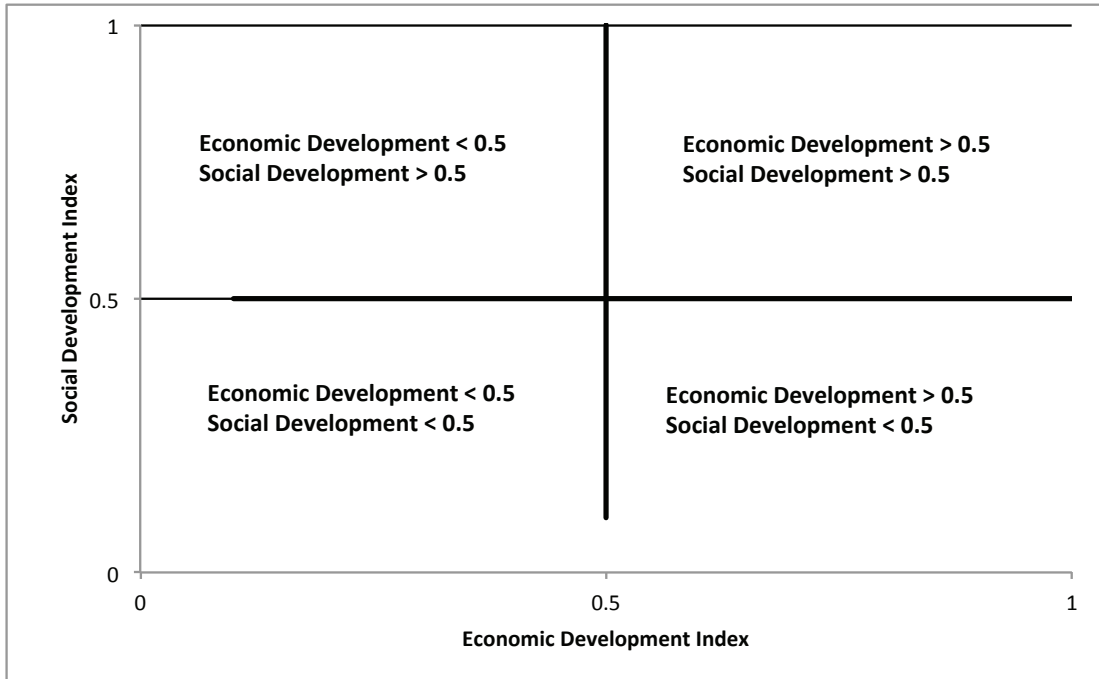 1
Economic Development < 0.5
Social Development > 0.5
Economic Development > 0.5
Social Development > 0.5
Social Development Index
0.5
Economic Development < 0.5
Social Development < 0.5
Economic Development > 0.5
Social Development < 0.5
0
0
0.5
1
Economic Development Index